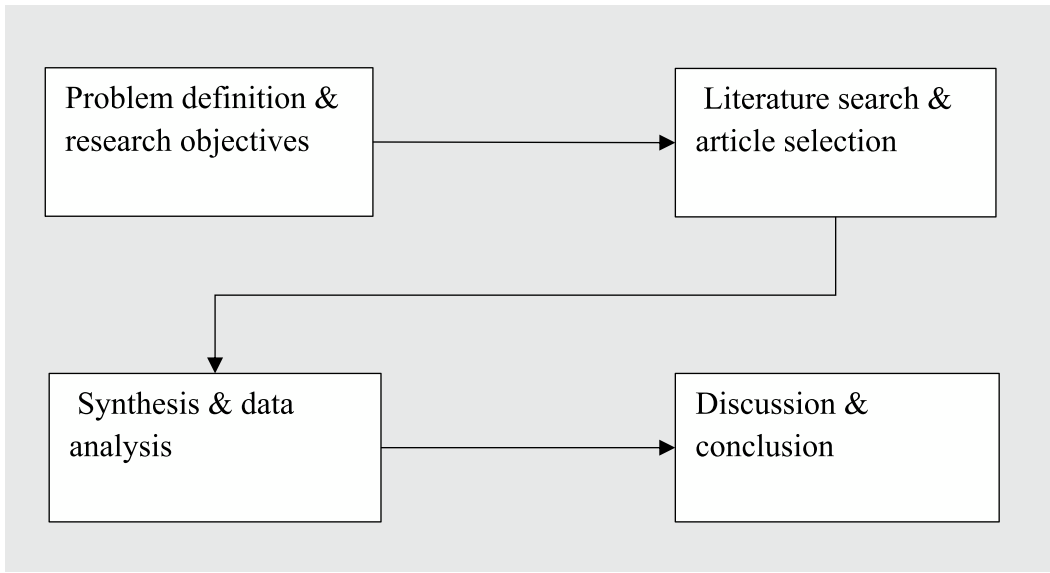 Problem definition &
research objectives
Literature search &
article selection
Synthesis & data
analysis
Discussion &
conclusion